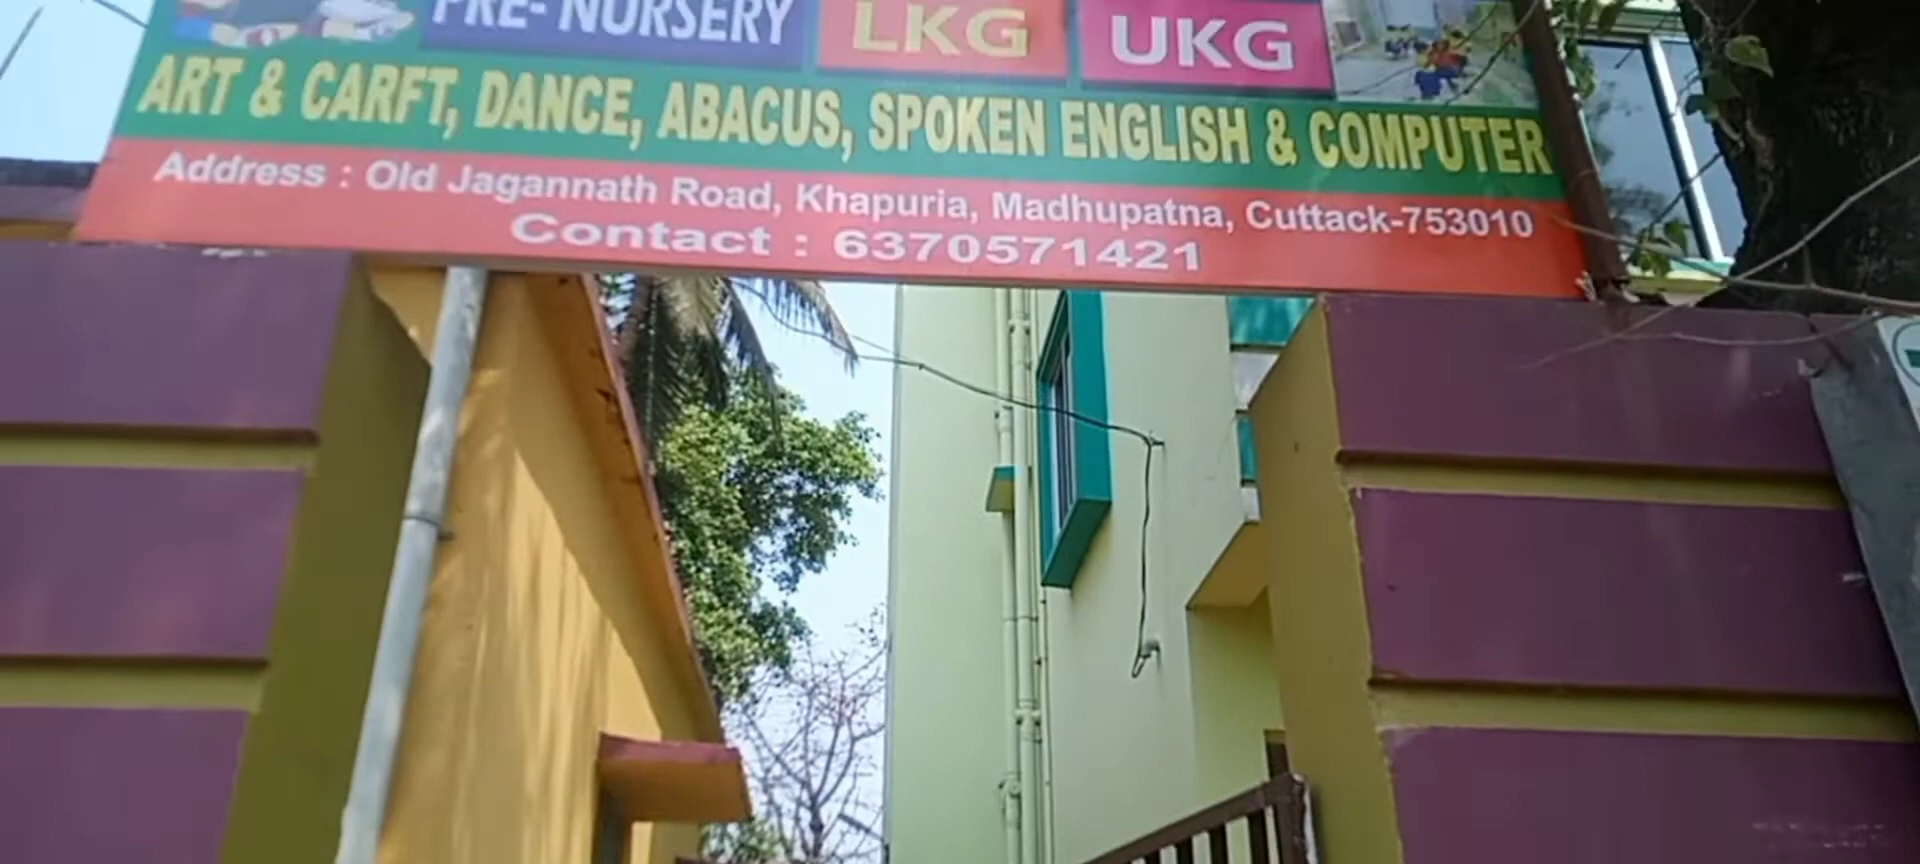 PRE- NURSERY LKG UKG
ART & CARFT, DANCE, ABACUS, SPOKEN ENGLISH & COMPUTER
Address : Old Jagannath Road, Khapuria, Madhupatna, Cuttack-753010
Contact : 6370571421